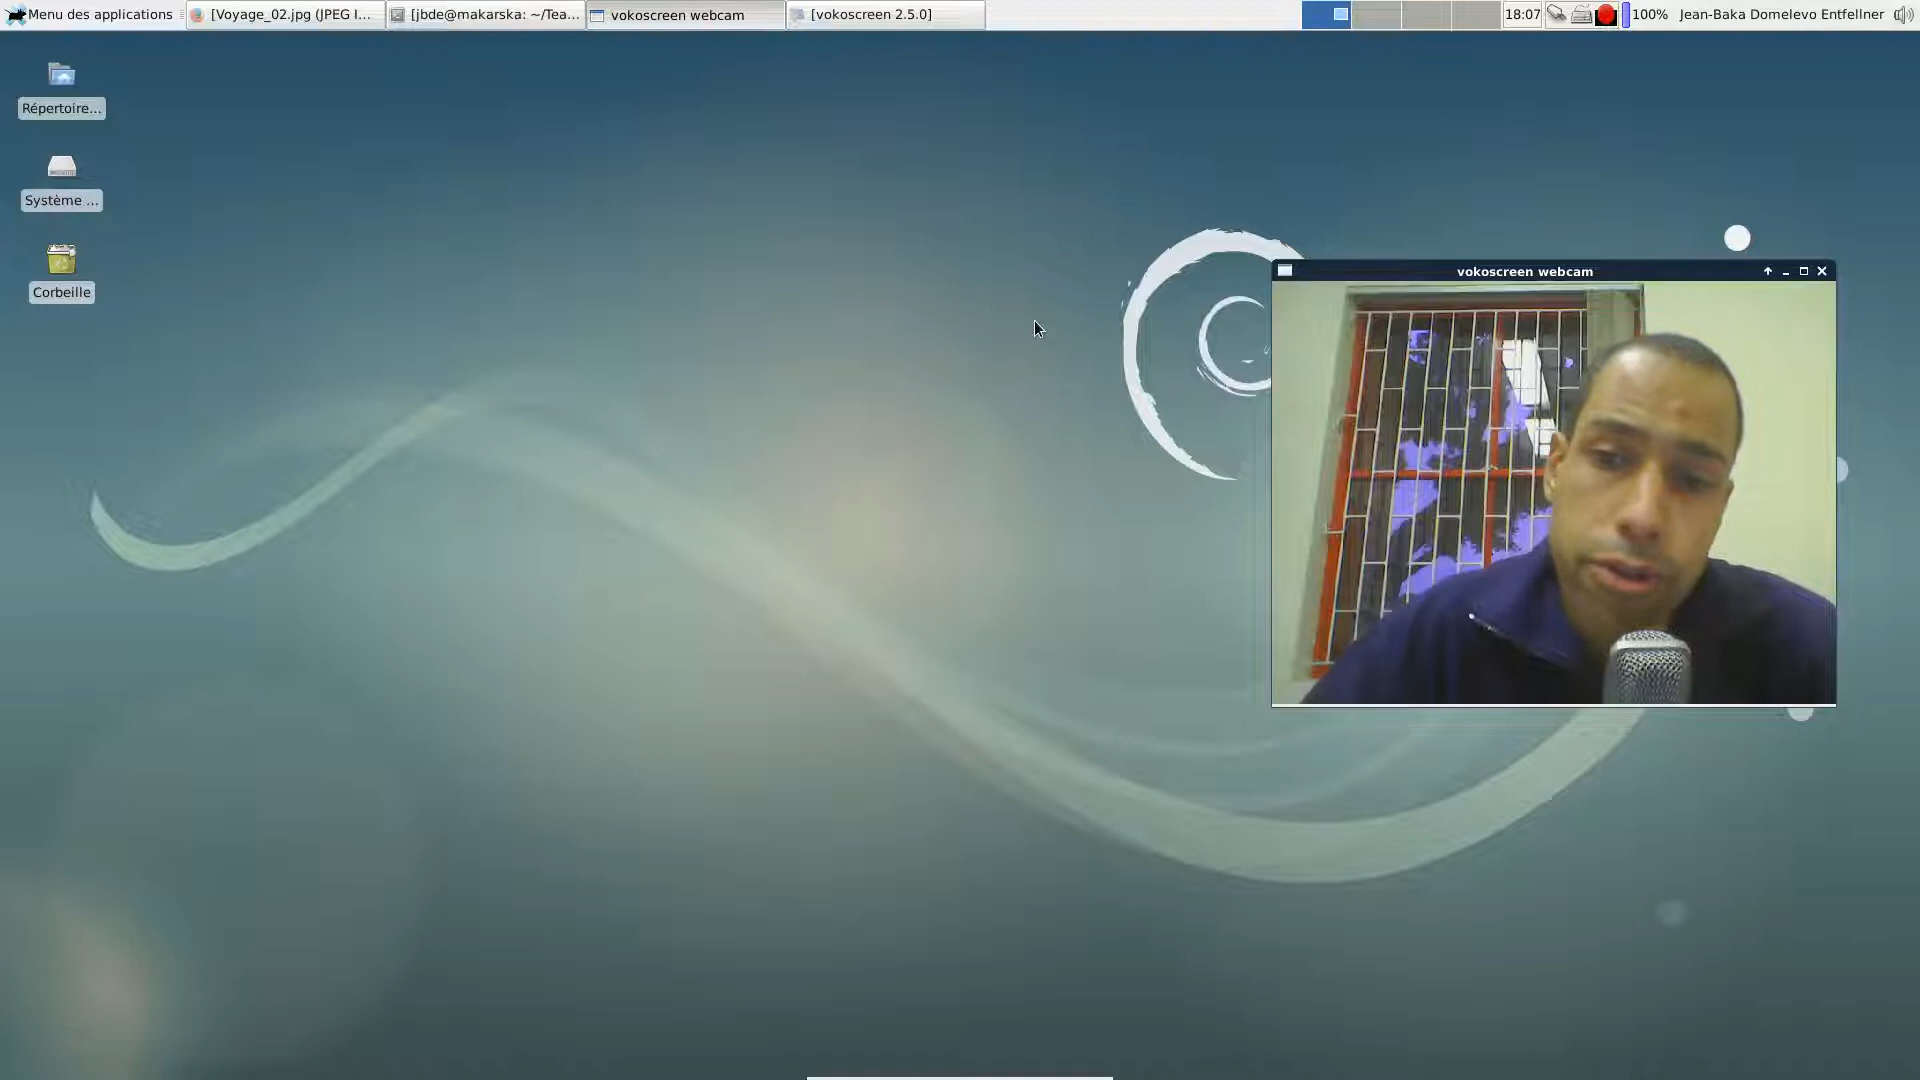 Menu des applications
[Voyage_02.jpg (JPEG I...
[jbde@makarska: ~/Tea...
vokoscreen webcam
[vokoscreen 2.5.0]
18:07
100%
Jean-Baka Domelevo Entfellner
Répertoire...
Système ...
Corbeille
vokoscreen webcam